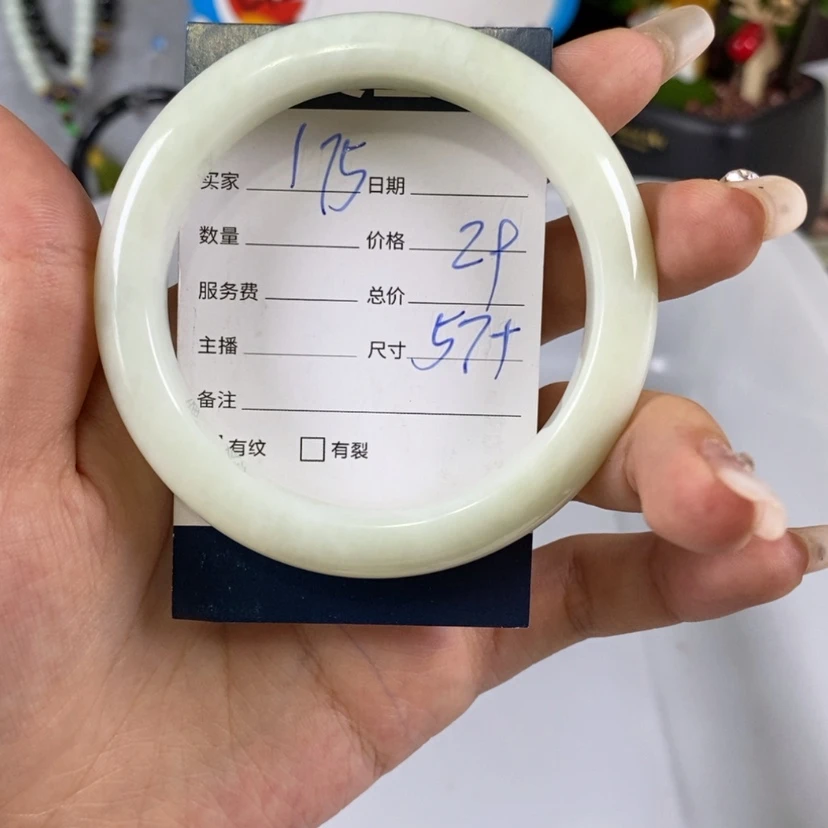 买家 175 日期
数量 价格 29
服务费 总价
主播 尺寸 57+
备注
有纹 有裂